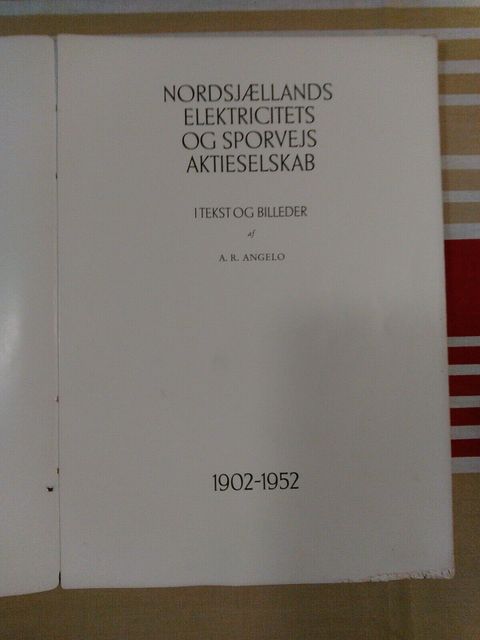 NORDSJÆLLANDS
ELEKTRICITETS
OG SPORVEJS
AKTIESELSKAB
I TEKST OG BILLEDER
af
A. R. ANGELO
1902-1952